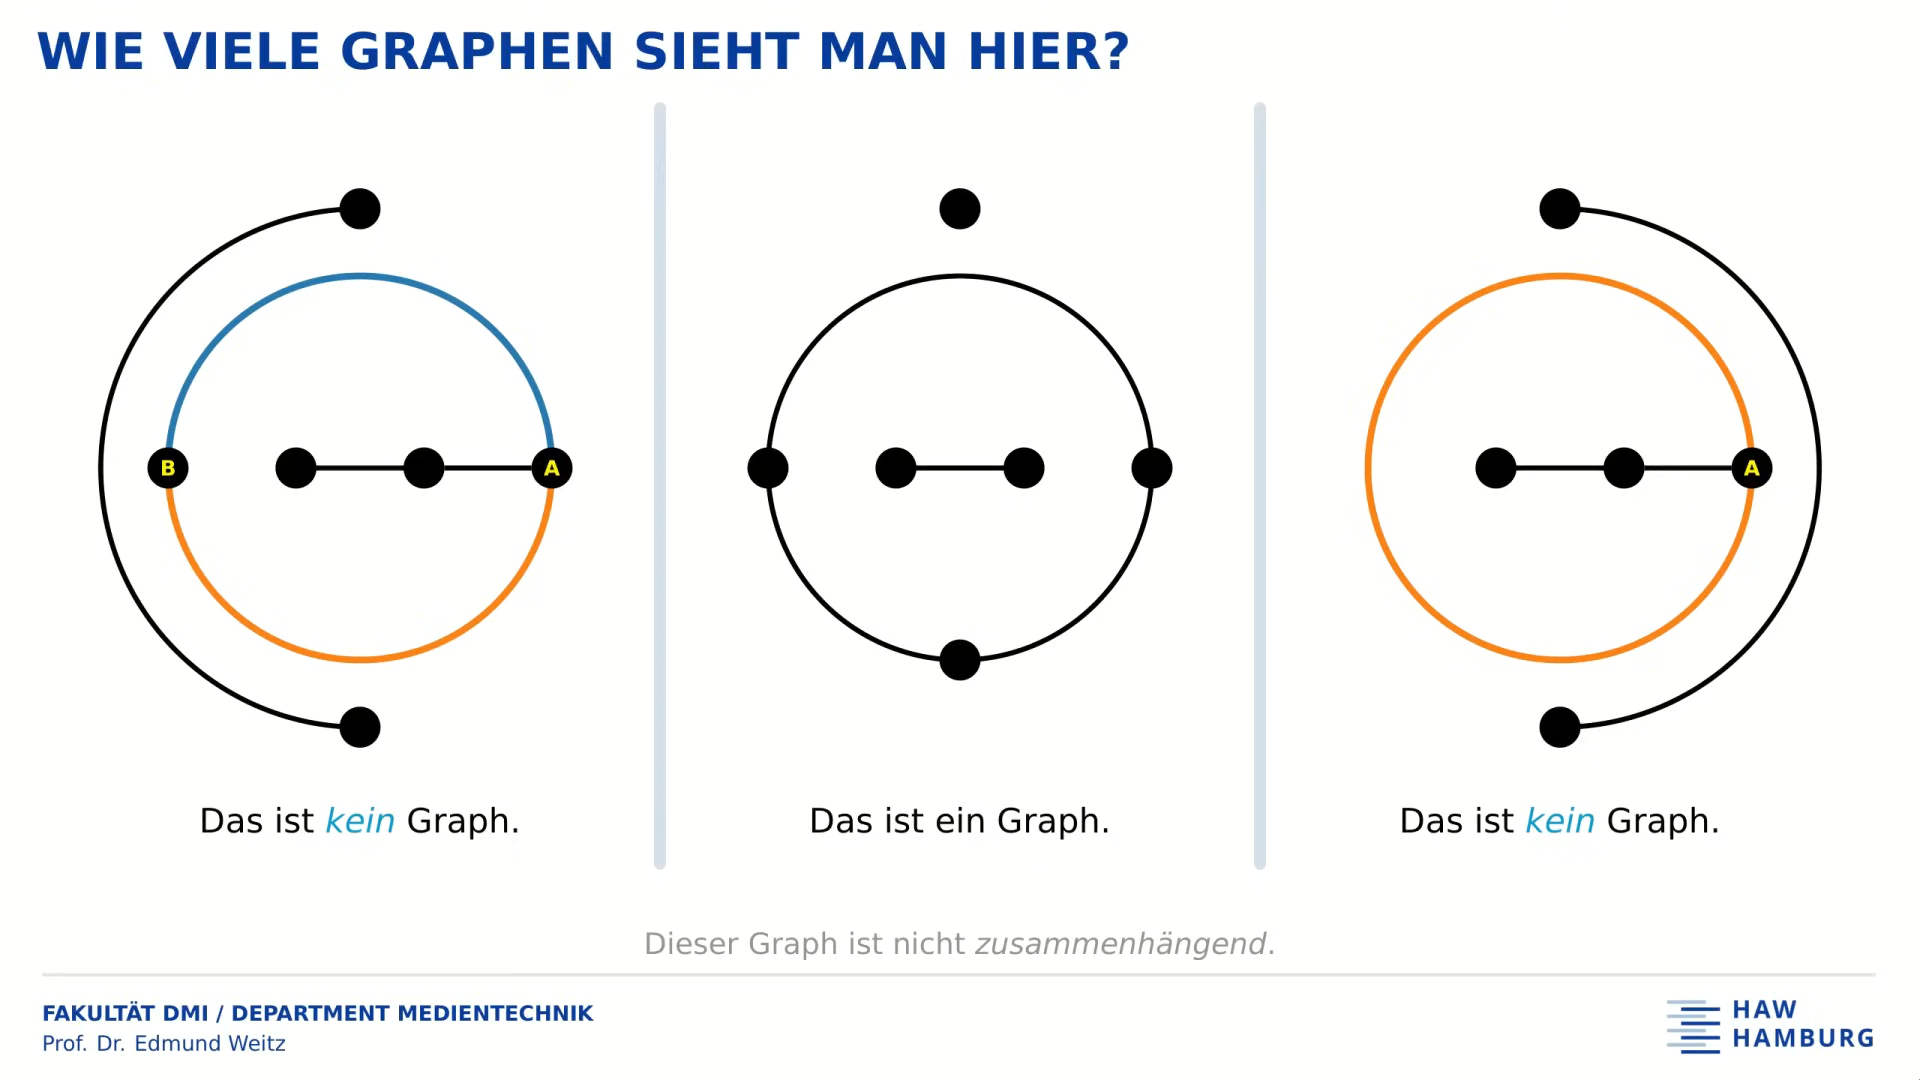 WIE VIELE GRAPHEN SIEHT MAN HIER?
B
A
A
Das ist kein Graph.
Das ist ein Graph.
Das ist kein Graph.
Dieser Graph ist nicht zusammenhängend.
FAKULTÄT DMI / DEPARTMENT MEDIENTECHNIK
Prof. Dr. Edmund Weitz
HAW
HAMBURG